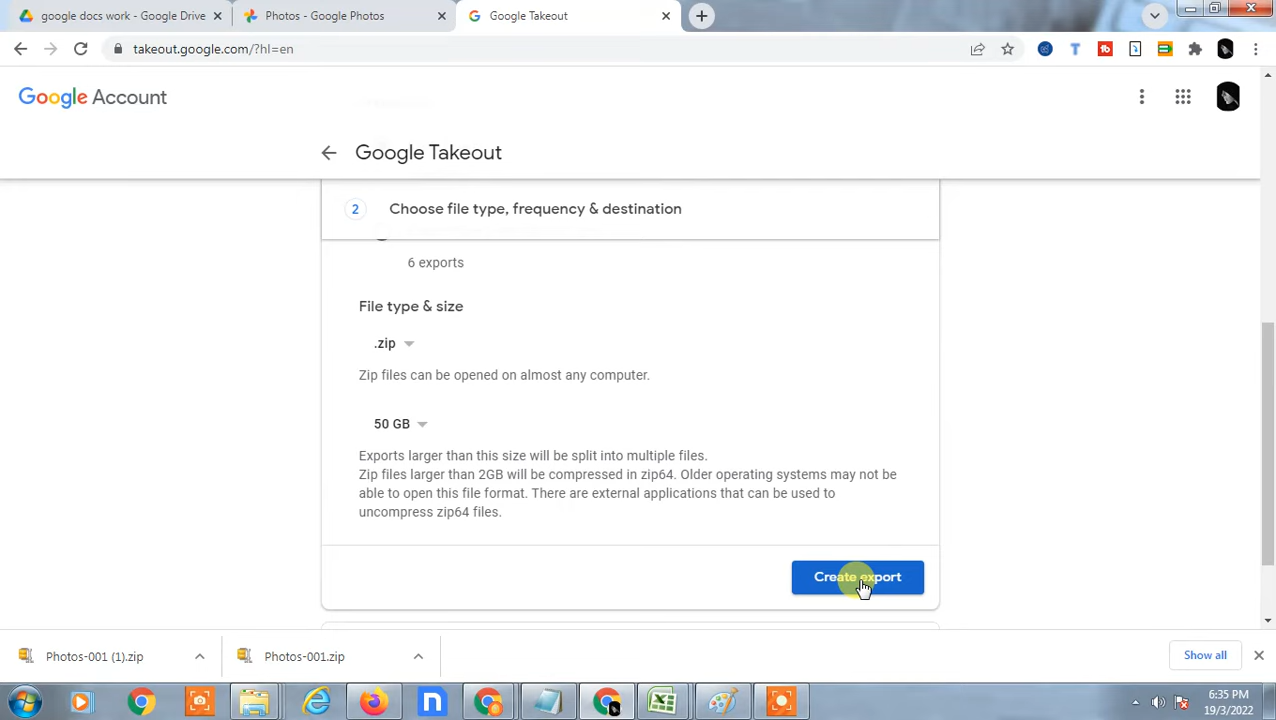 google docs work - Google Drive
Photos - Google Photos
Google Takeout
takeout.google.com/?hl=en
Google Account
Google Takeout
2 Choose file type, frequency & destination
6 exports
File type & size
.zip
Zip files can be opened on almost any computer.
50 GB
Exports larger than this size will be split into multiple files.
Zip files larger than 2GB will be compressed in zip64. Older operating systems may not be
able to open this file format. There are external applications that can be used to
uncompress zip64 files.
Create export
Photos-001 (1).zip
Photos-001.zip
Show all
6:35 PM
19/3/2022